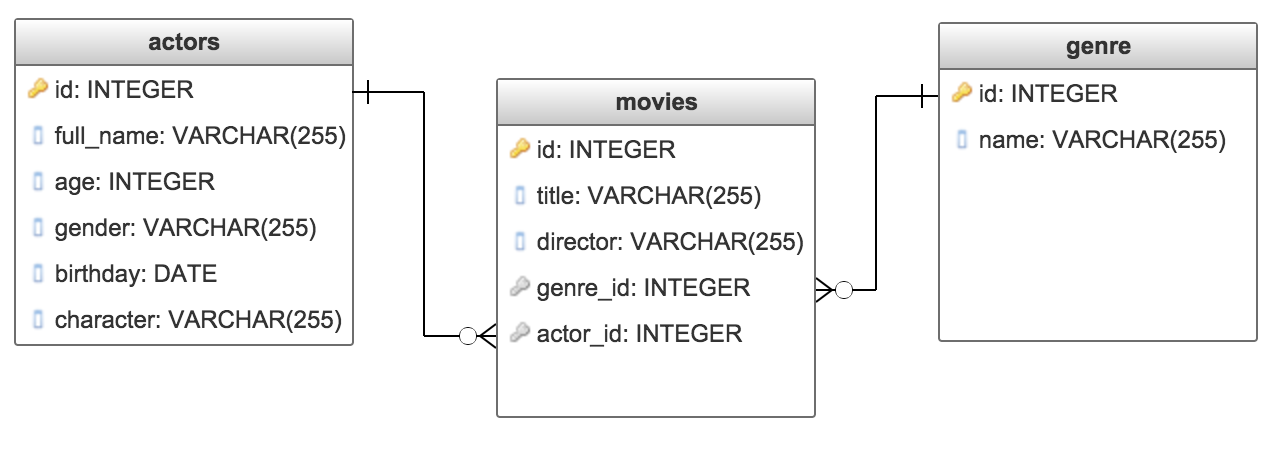 actors
id: INTEGER
full_name: VARCHAR(255)
age: INTEGER
gender: VARCHAR(255)
birthday: DATE
character: VARCHAR(255)
movies
id: INTEGER
title: VARCHAR(255)
director: VARCHAR(255)
genre_id: INTEGER
actor_id: INTEGER
genre
id: INTEGER
name: VARCHAR(255)